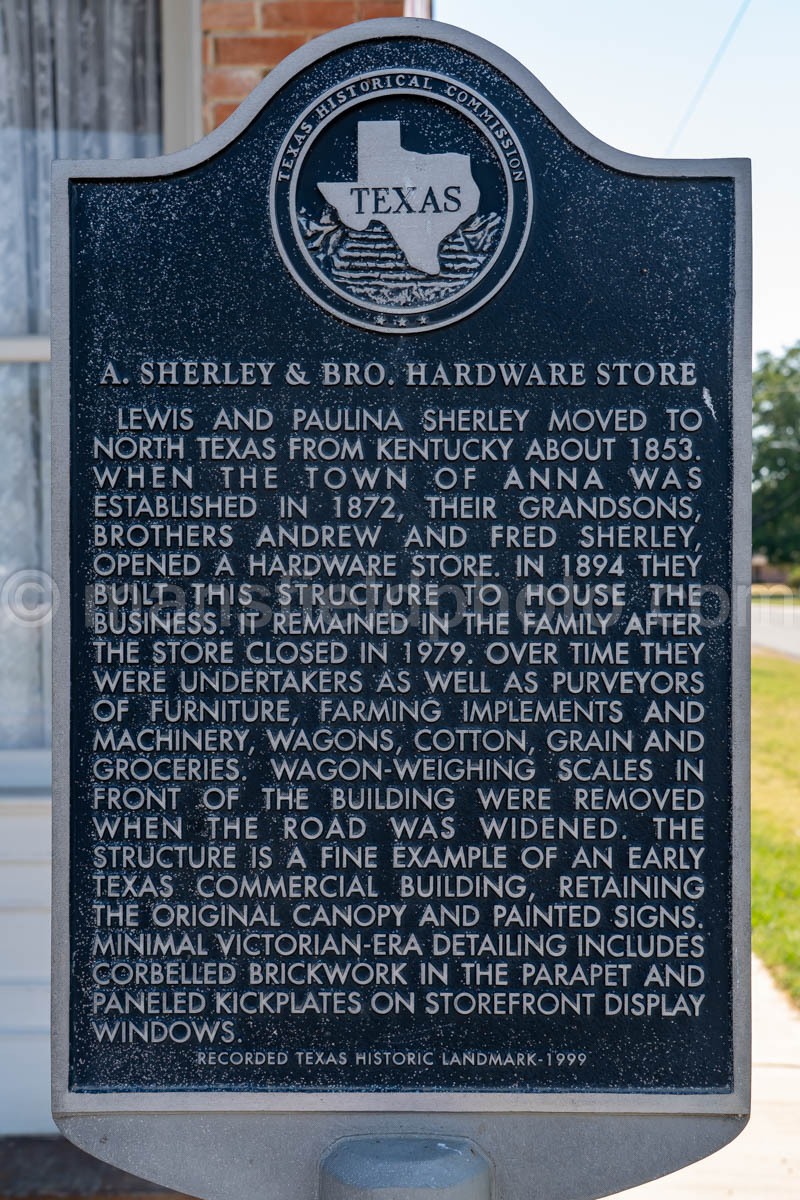 TEXAS HISTORICAL COMMISSION
TEXAS
A. SHERLEY & BRO. HARDWARE STORE
LEWIS AND PAULINA SHERLEY MOVED TO
NORTH TEXAS FROM KENTUCKY ABOUT 1853.
WHEN THE TOWN OF ANNA WAS
ESTABLISHED IN 1872, THEIR GRANDSONS,
BROTHERS ANDREW AND FRED SHERLEY,
OPENED A HARDWARE STORE. IN 1894 THEY
BUILT THIS STRUCTURE TO HOUSE THE
BUSINESS. IT REMAINED IN THE FAMILY AFTER
THE STORE CLOSED IN 1979. OVER TIME THEY
WERE UNDERTAKERS AS WELL AS PURVEYORS
OF FURNITURE, FARMING IMPLEMENTS AND
MACHINERY, WAGONS, COTTON, GRAIN AND
GROCERIES. WAGON-WEIGHING SCALES IN
FRONT OF THE BUILDING WERE REMOVED
WHEN THE ROAD WAS WIDENED. THE
STRUCTURE IS A FINE EXAMPLE OF AN EARLY
TEXAS COMMERCIAL BUILDING, RETAINING
THE ORIGINAL CANOPY AND PAINTED SIGNS.
MINIMAL VICTORIAN-ERA DETAILING INCLUDES
CORBELLED BRICKWORK IN THE PARAPET AND
PANELED KICKPLATES ON STOREFRONT DISPLAY
WINDOWS.
RECORDED TEXAS HISTORIC LANDMARK-1999
© mansfieldphoto.com